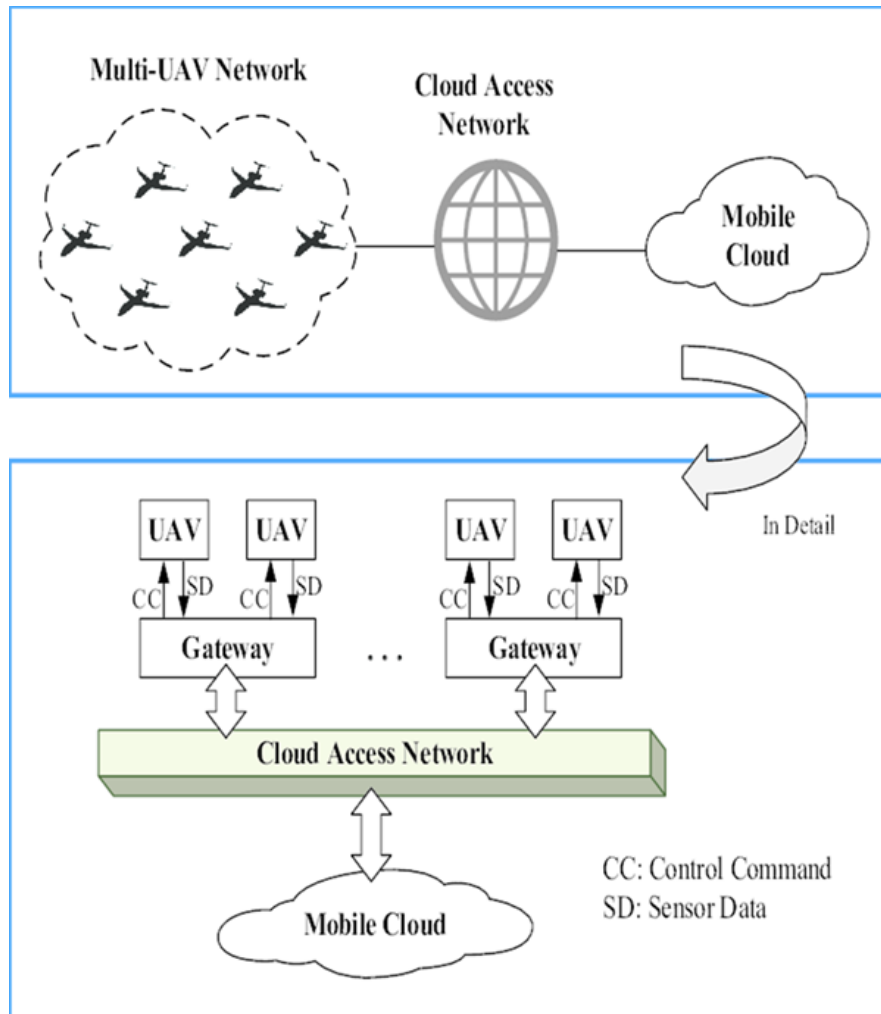 Multi-UAV Network
Cloud Access
Network
Mobile
Cloud
In Detail
UAV
UAV
UAV
UAV
CC
SD
CC
SD
CC
SD
CC
SD
Gateway
...
Gateway
Cloud Access Network
Mobile Cloud
CC: Control Command
SD: Sensor Data